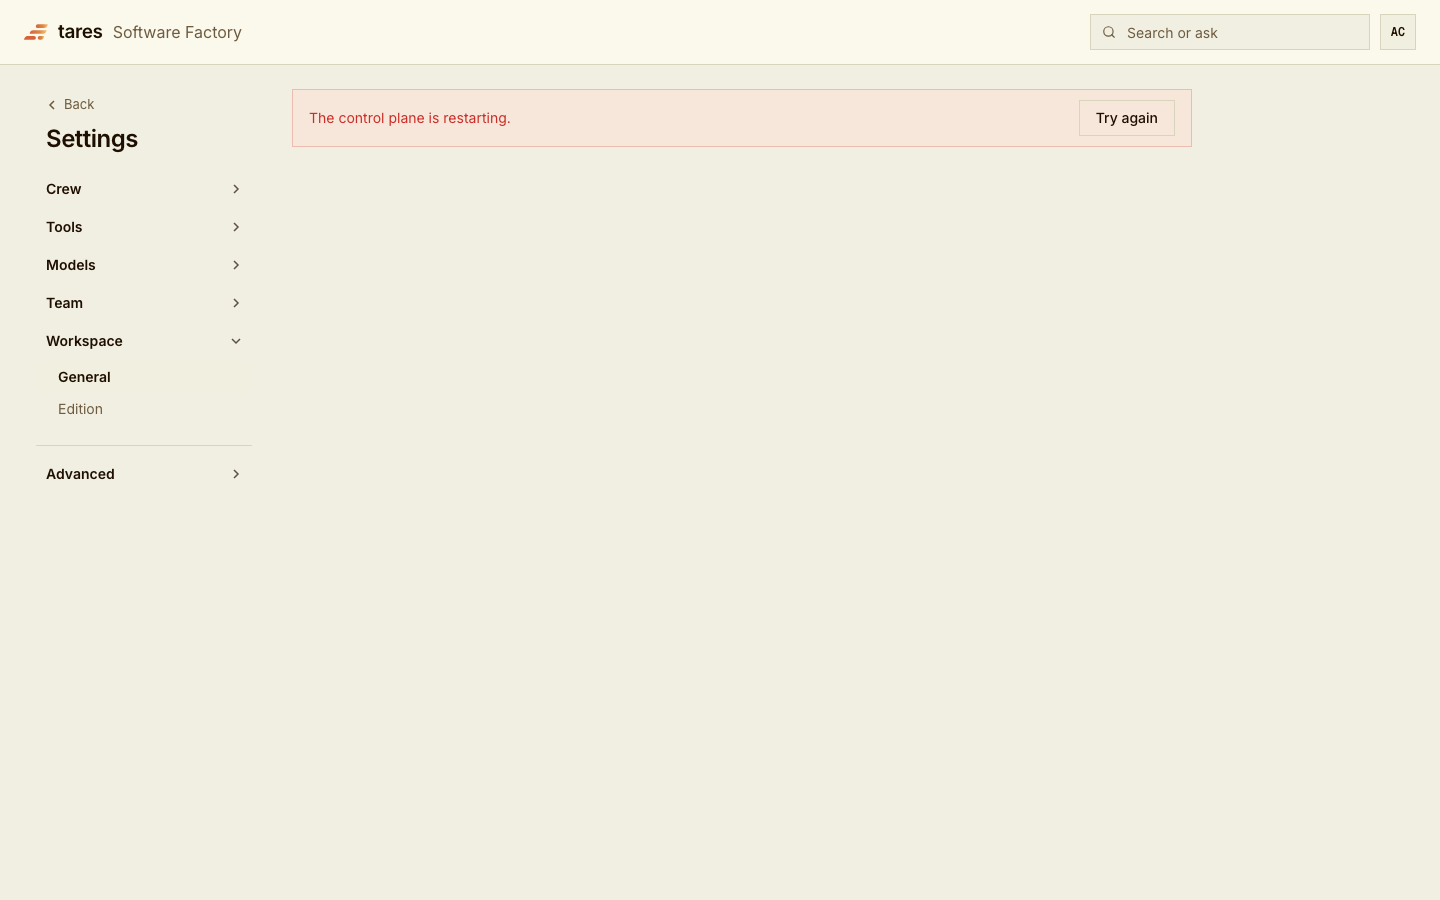 tares Software Factory
Search or ask
AC
Back
Settings
Crew
Tools
Models
Team
Workspace
General
Edition
Advanced
The control plane is restarting.
Try again